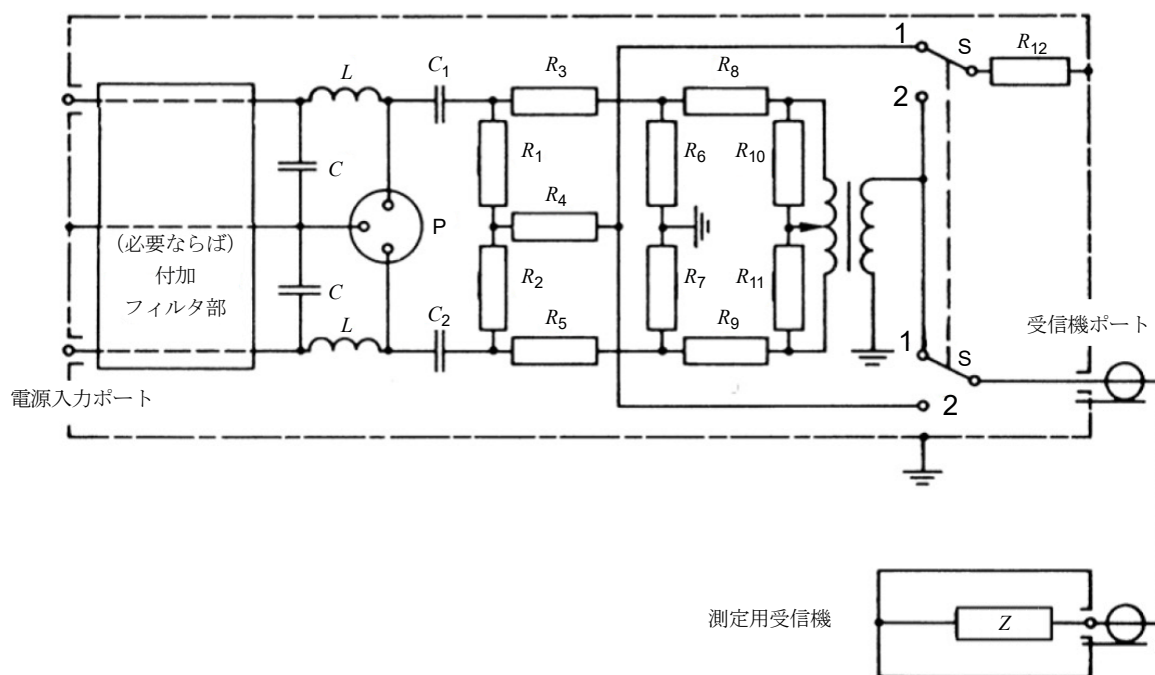 1
S
R12
L
C1
R3
R8
2
C
R1
R6
R10
R4
P
(必要ならば)
付加
フィルタ部
C
R2
R7
R11
L
C2
R5
R9
1
S
受信機ポート
2
電源入力ポート
測定用受信機
Z